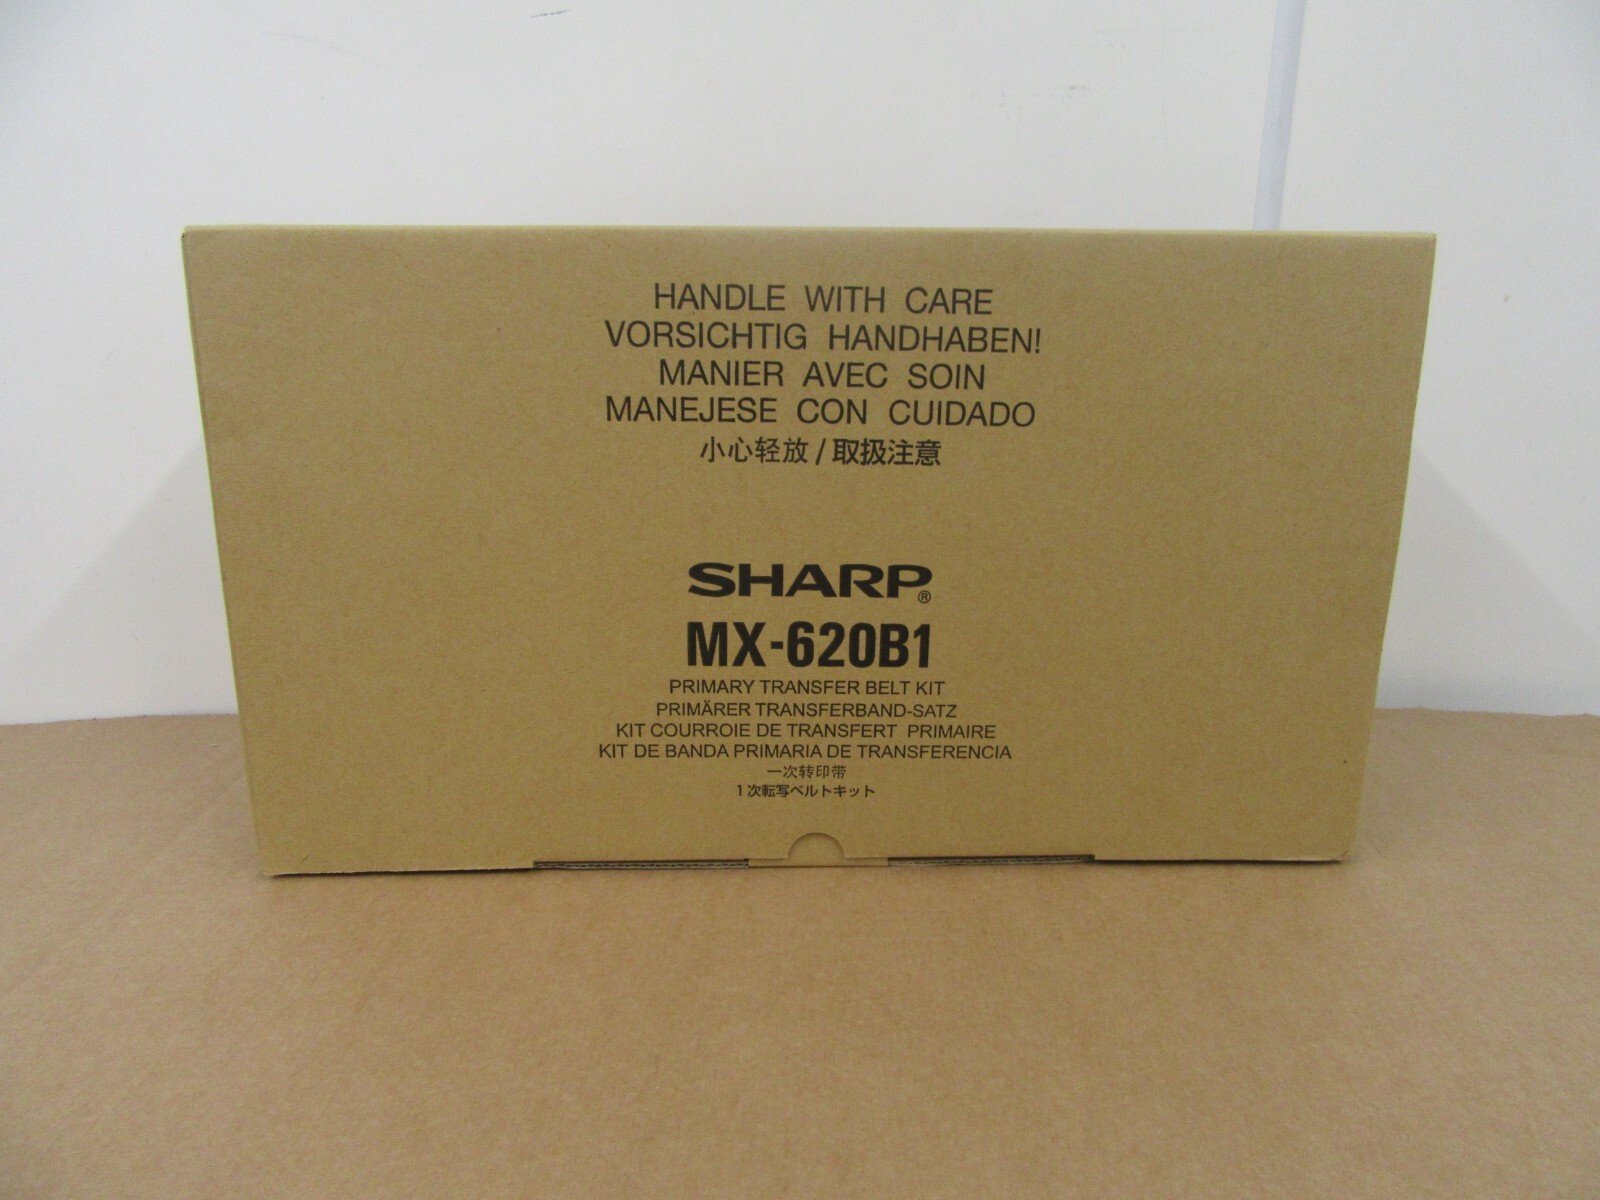 HANDLE WITH CARE
VORSICHTIG HANDHABEN!
MANIER AVEC SOIN
MANEJESE CON CUIDADO
小心轻放 / 取扱注意
SHARP®
MX-620B1
PRIMARY TRANSFER BELT KIT
PRIMÄRER TRANSFERBAND-SATZ
KIT COURROIE DE TRANSFERT PRIMAIRE
KIT DE BANDA PRIMARIA DE TRANSFERENCIA
一次转印带
1次転写ベルトキット